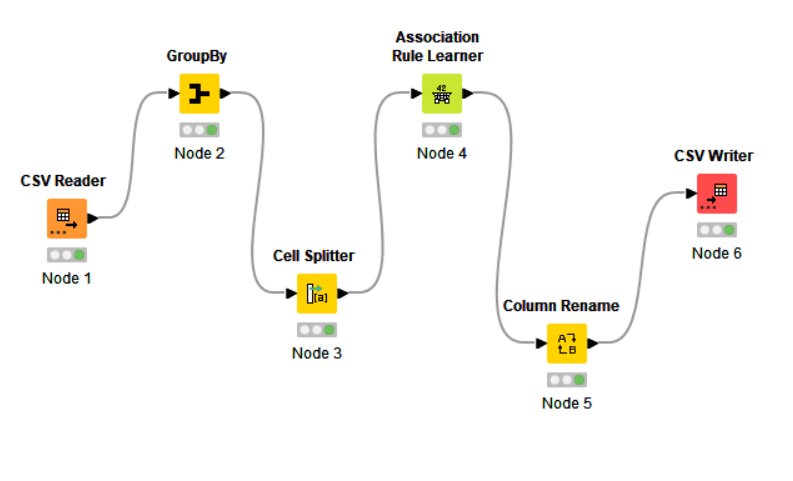 CSV Reader
Node 1
GroupBy
Node 2
Cell Splitter
[a]
Node 3
Association
Rule Learner
42
Node 4
Column Rename
A
B
Node 5
CSV Writer
Node 6